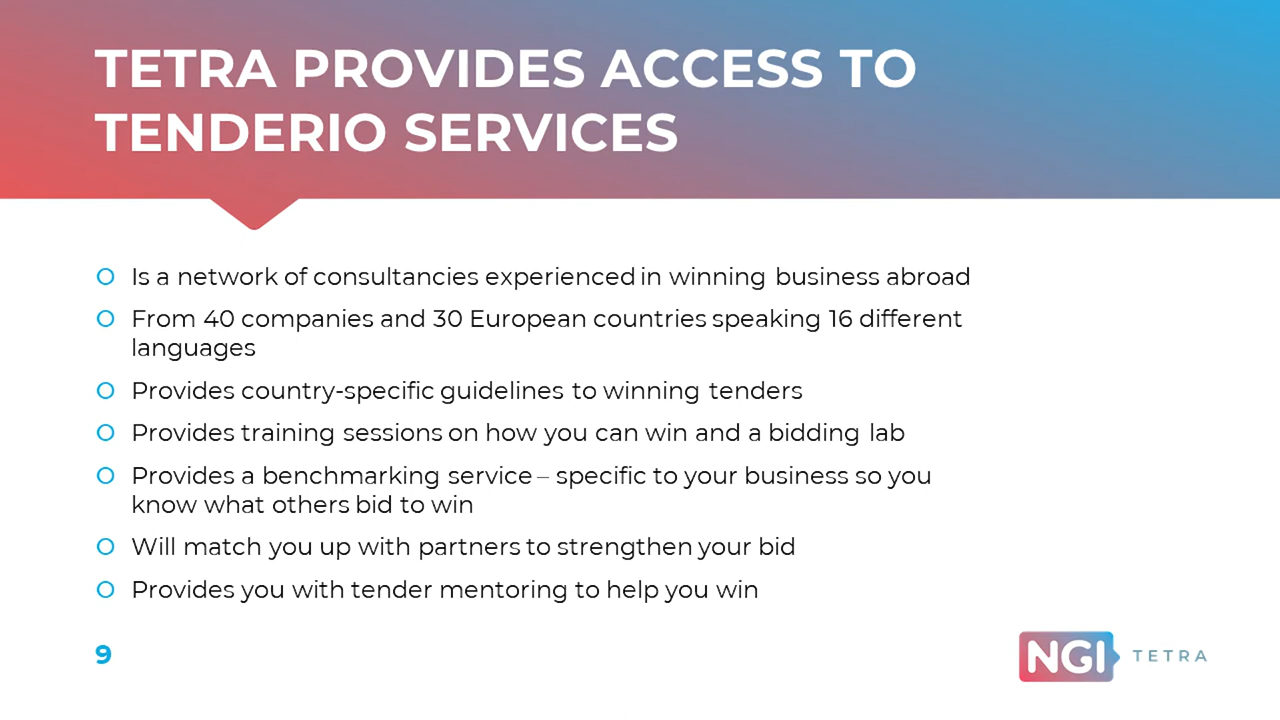 TETRA PROVIDES ACCESS TO
TENDERIO SERVICES
Is a network of consultancies experienced in winning business abroad
From 40 companies and 30 European countries speaking 16 different
languages
Provides country-specific guidelines to winning tenders
Provides training sessions on how you can win and a bidding lab
Provides a benchmarking service – specific to your business so you
know what others bid to win
Will match you up with partners to strengthen your bid
Provides you with tender mentoring to help you win
9
NGI TETRA